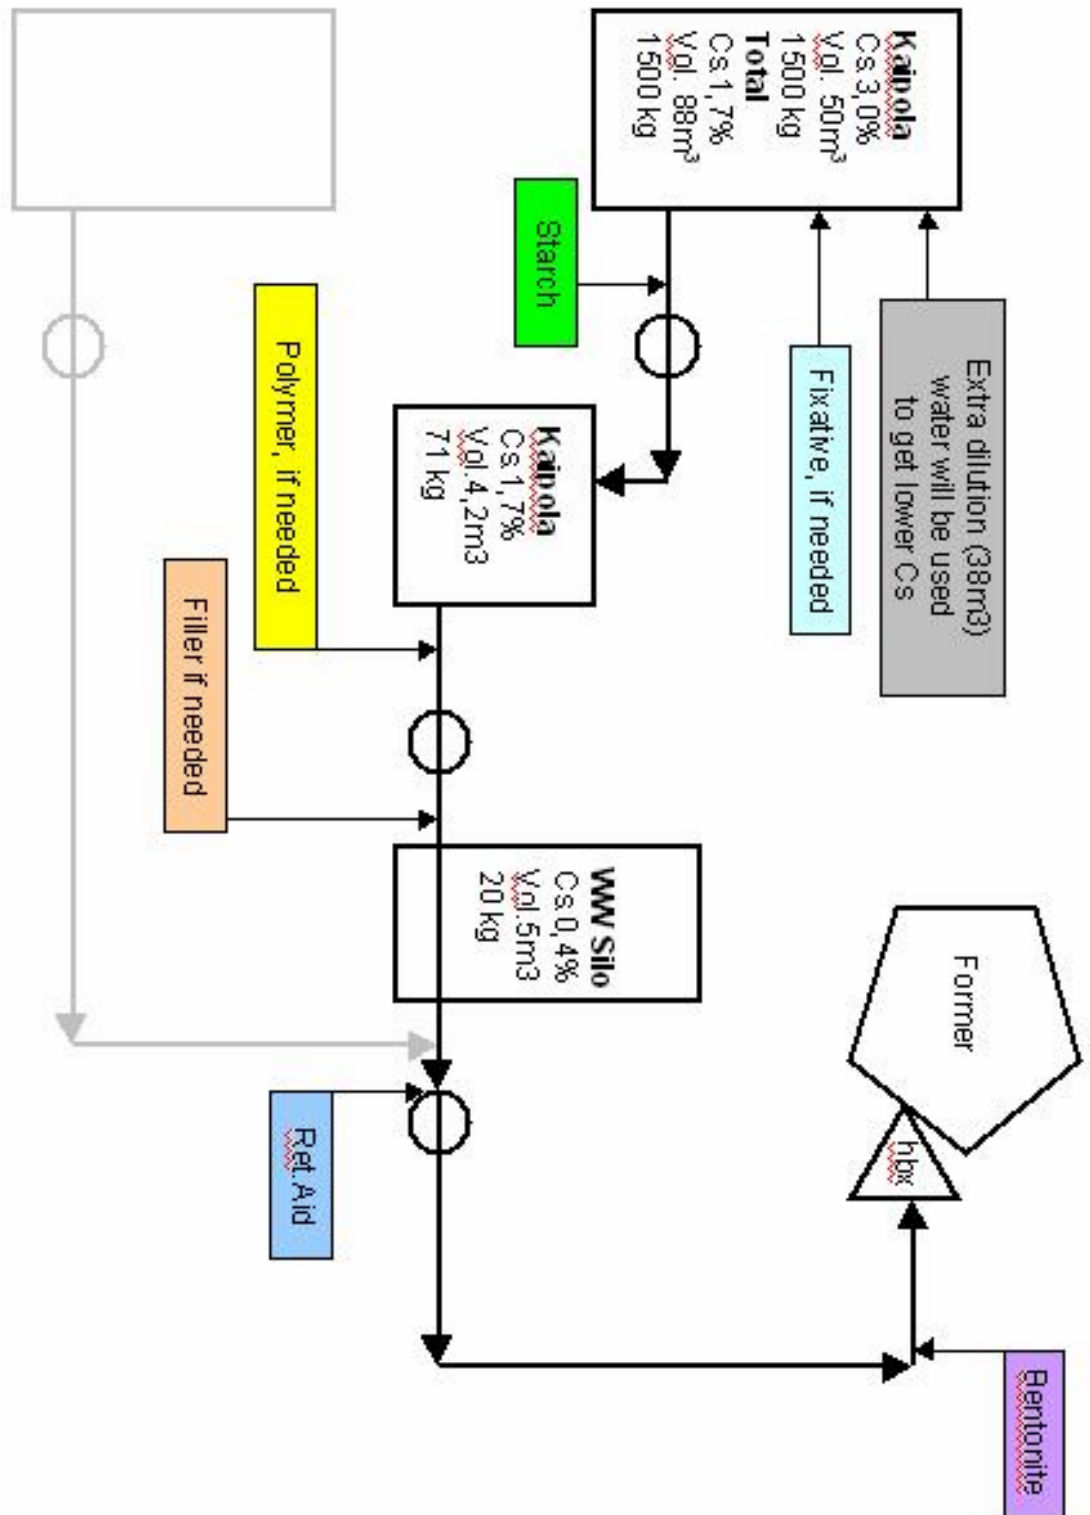 Extra dilution (38m3)
water will be used
to get lower Cs
Fixative, if needed
Kaipola
Cs.3,0%
Vol. 50m³
1500 kg
Total
Cs.1,7%
Vol. 88m³
1500 kg
Starch
Kaipola
Cs.1,7%
Vol.4,2m3
71 kg
Polymer, if needed
Filler if needed
WW Silo
Cs.0,4%
Vol.5m3
20 kg
Ret.Aid
Former
hbx
Bentonite